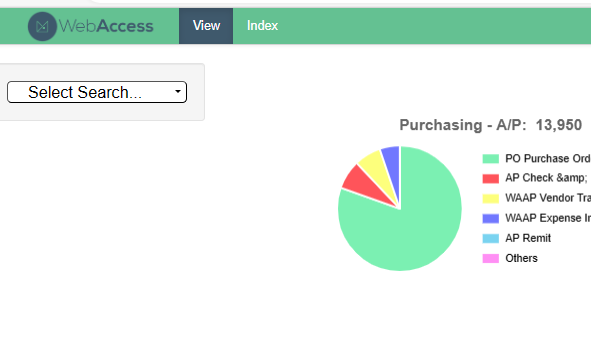 WebAccess View Index
Select Search...
Purchasing - A/P: 13,950
PO Purchase Ord
AP Check &amp;
WAAP Vendor Tra
WAAP Expense In
AP Remit
Others